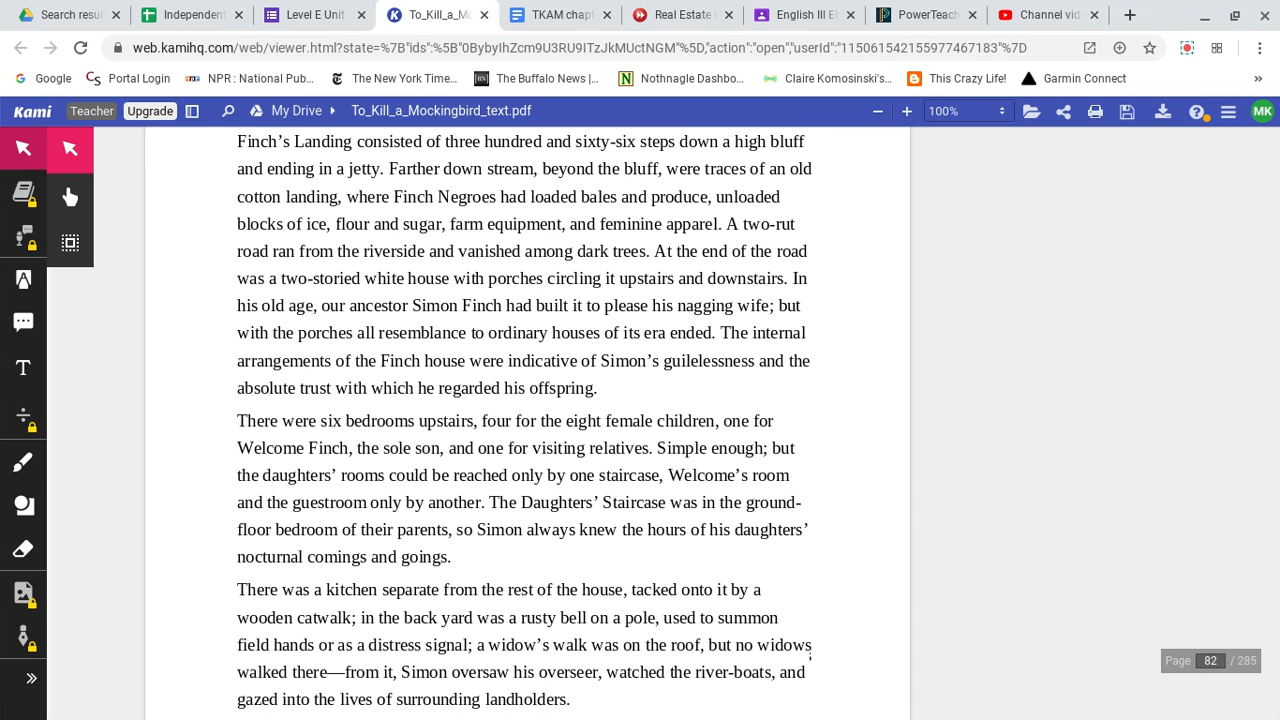 Search resul
Independent
Level E Unit
To_Kill_a_Mo
TKAM chap
Real Estate
English III E
PowerTeach
Channel vide
web.kamihq.com/web/viewer.html?state=%7B"ids":%5B"0BybyIhZcm9U3RU9ITzJkMUctNGM"%5D,"action":"open","userId":"115061542155977467183"%7D
Google
Portal Login
NPR : National Pub...
The New York Time...
The Buffalo News |...
Nothnagle Dashbo...
Claire Komosinski's...
This Crazy Life!
Garmin Connect
»
Kami Teacher Upgrade My Drive To_Kill_a_Mockingbird_text.pdf 100% MK
Finch’s Landing consisted of three hundred and sixty-six steps down a high bluff
and ending in a jetty. Farther down stream, beyond the bluff, were traces of an old
cotton landing, where Finch Negroes had loaded bales and produce, unloaded
blocks of ice, flour and sugar, farm equipment, and feminine apparel. A two-rut
road ran from the riverside and vanished among dark trees. At the end of the road
was a two-storied white house with porches circling it upstairs and downstairs. In
his old age, our ancestor Simon Finch had built it to please his nagging wife; but
with the porches all resemblance to ordinary houses of its era ended. The internal
arrangements of the Finch house were indicative of Simon’s guilelessness and the
absolute trust with which he regarded his offspring.
There were six bedrooms upstairs, four for the eight female children, one for
Welcome Finch, the sole son, and one for visiting relatives. Simple enough; but
the daughters’ rooms could be reached only by one staircase, Welcome’s room
and the guestroom only by another. The Daughters’ Staircase was in the ground-
floor bedroom of their parents, so Simon always knew the hours of his daughters’
nocturnal comings and goings.
There was a kitchen separate from the rest of the house, tacked onto it by a
wooden catwalk; in the back yard was a rusty bell on a pole, used to summon
field hands or as a distress signal; a widow’s walk was on the roof, but no widows
walked there—from it, Simon oversaw his overseer, watched the river-boats, and
gazed into the lives of surrounding landholders.
Page 82 / 285